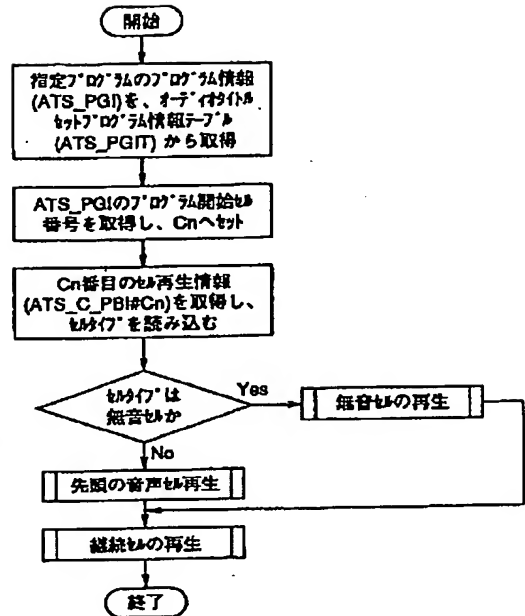 開始
指定プログラムのプログラム情報
(ATS_PGI)を、オーディオタイトル
セットプログラム情報テーブル
(ATS_PGIT) から取得
ATS_PGIのプログラム開始セル
番号を取得し、Cnへセット
Cn番目のセル再生情報
(ATS_C_PBI#Cn)を取得し、
セルタイプを読み込む
セルタイプは
無音セルか
Yes
無音セルの再生
No
先頭の音声セル再生
継続セルの再生
終了